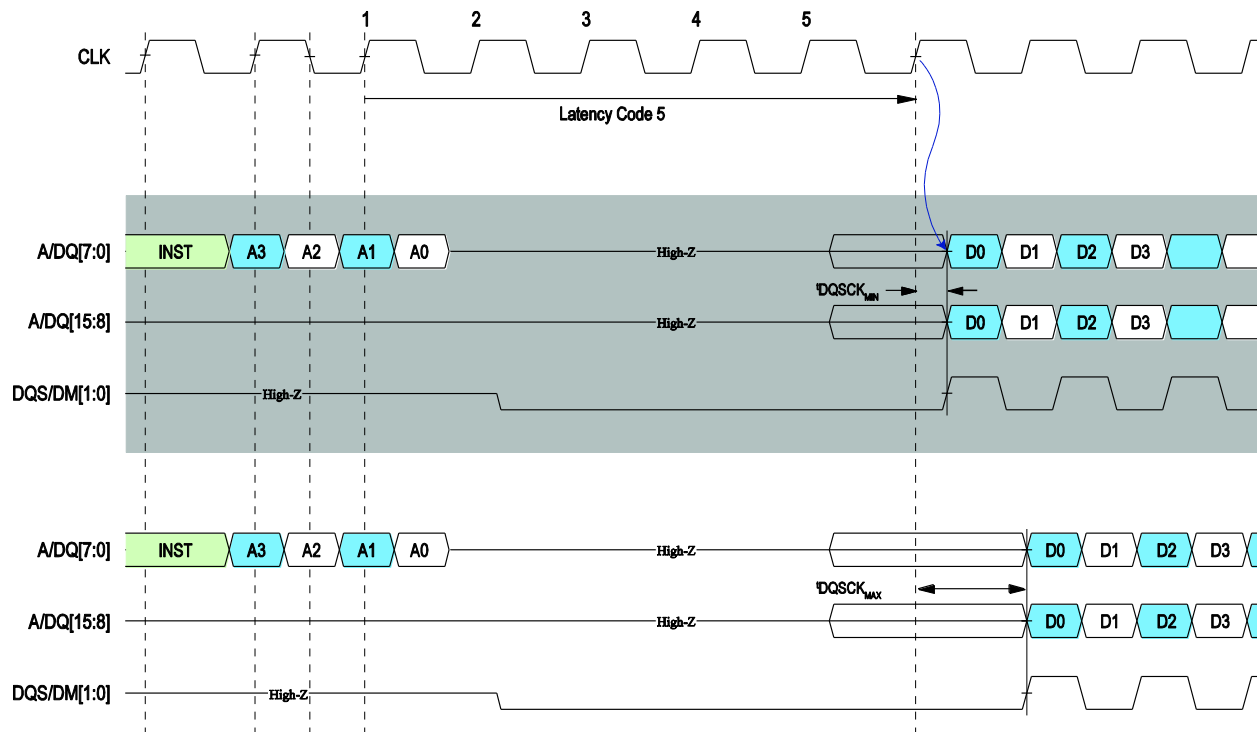 1 2 3 4 5
CLK
Latency Code 5
A/DQ[7:0] INST A3 A2 A1 A0 High-Z D0 D1 D2 D3
tDQSCKMIN
A/DQ[15:8] High-Z D0 D1 D2 D3
DQS/DM[1:0] High-Z
A/DQ[7:0] INST A3 A2 A1 A0 High-Z D0 D1 D2 D3
tDQSCKMAX
A/DQ[15:8] High-Z D0 D1 D2 D3
DQS/DM[1:0] High-Z